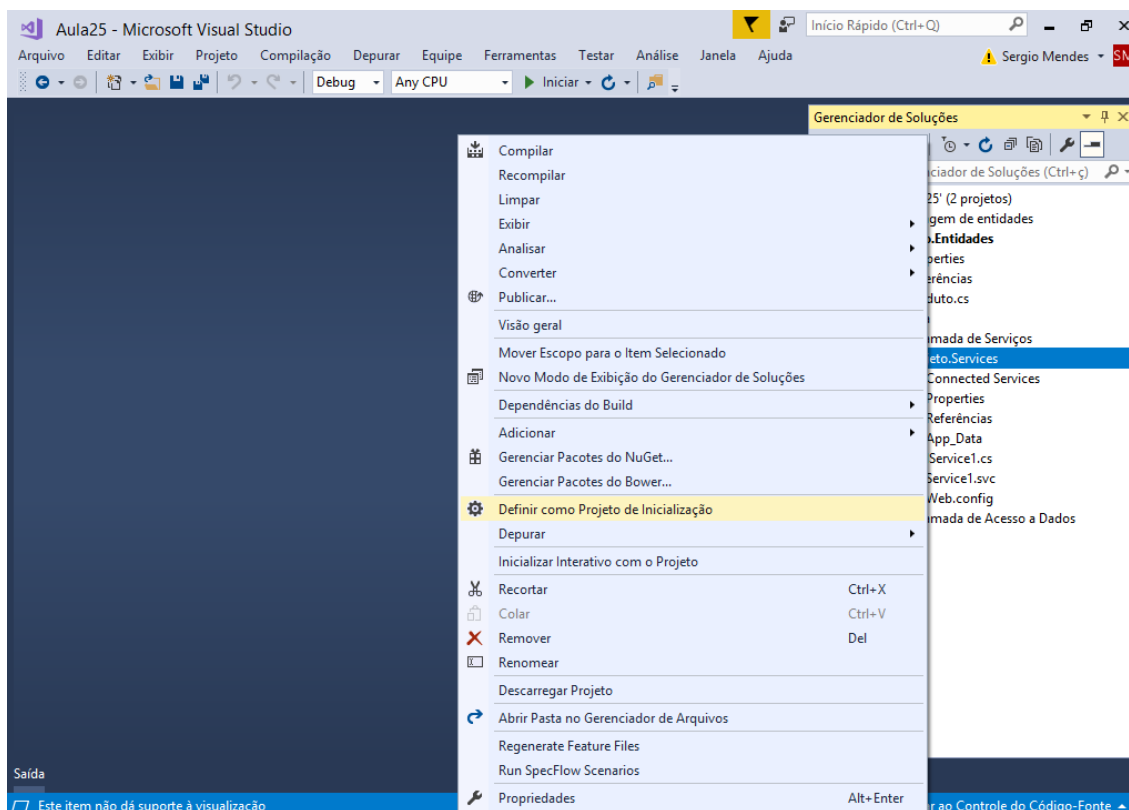 Aula25 - Microsoft Visual Studio
Início Rápido (Ctrl+Q)
Arquivo Editar Exibir Projeto Compilação Depurar Equipe Ferramentas Testar Análise Janela Ajuda
Sergio Mendes
SM
Debug Any CPU Iniciar
Gerenciador de Soluções
Compilar
Recompilar
Limpar
Exibir
Analisar
Converter
Publicar...
Visão geral
Mover Escopo para o Item Selecionado
Novo Modo de Exibição do Gerenciador de Soluções
Dependências do Build
Adicionar
Gerenciar Pacotes do NuGet...
Gerenciar Pacotes do Bower...
Definir como Projeto de Inicialização
Depurar
Inicializar Interativo com o Projeto
Recortar Ctrl+X
Colar Ctrl+V
Remover Del
Renomear
Descarregar Projeto
Abrir Pasta no Gerenciador de Arquivos
Regenerate Feature Files
Run SpecFlow Scenarios
Propriedades Alt+Enter
ciador de Soluções (Ctrl+ç)
25' (2 projetos)
gem de entidades
.Entidades
perties
erências
duto.cs
mada de Serviços
eto.Services
Connected Services
Properties
Referências
App_Data
Service1.cs
Service1.svc
Web.config
mada de Acesso a Dados
Saída
Este item não dá suporte à visualização
r ao Controle do Código-Fonte